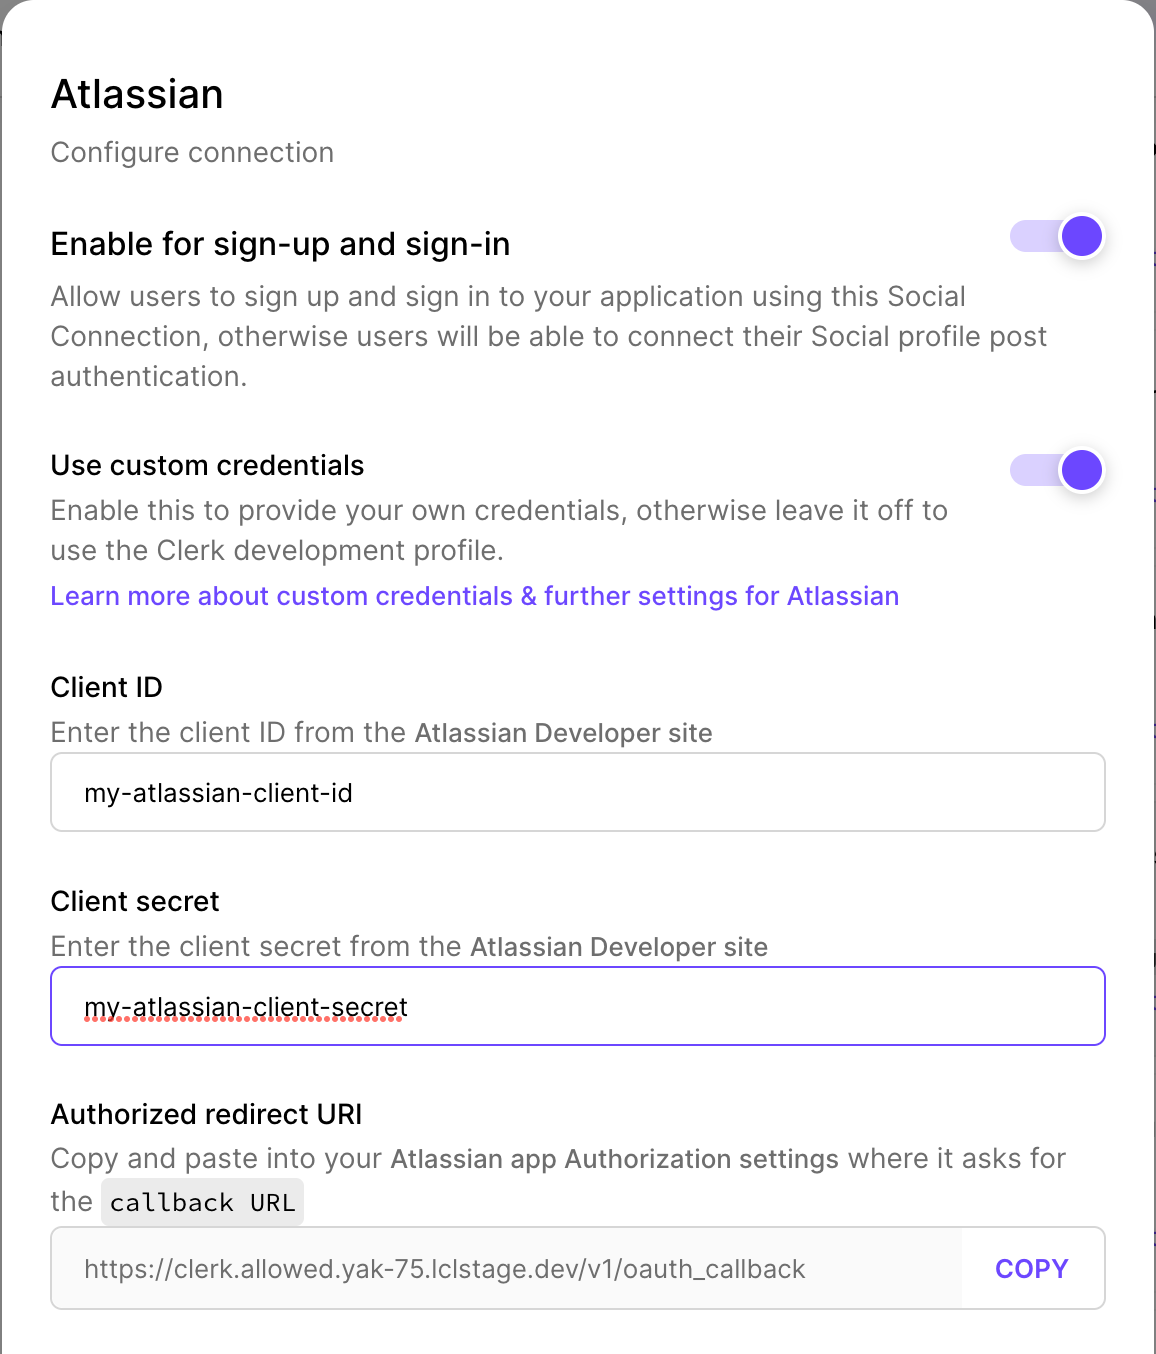 Atlassian
Configure connection
Enable for sign-up and sign-in
Allow users to sign up and sign in to your application using this Social
Connection, otherwise users will be able to connect their Social profile post
authentication.
Use custom credentials
Enable this to provide your own credentials, otherwise leave it off to
use the Clerk development profile.
Learn more about custom credentials & further settings for Atlassian
Client ID
Enter the client ID from the Atlassian Developer site
my-atlassian-client-id
Client secret
Enter the client secret from the Atlassian Developer site
my-atlassian-client-secret
Authorized redirect URI
Copy and paste into your Atlassian app Authorization settings where it asks for
the callback URL
https://clerk.allowed.yak-75.lclstage.dev/v1/oauth_callback COPY